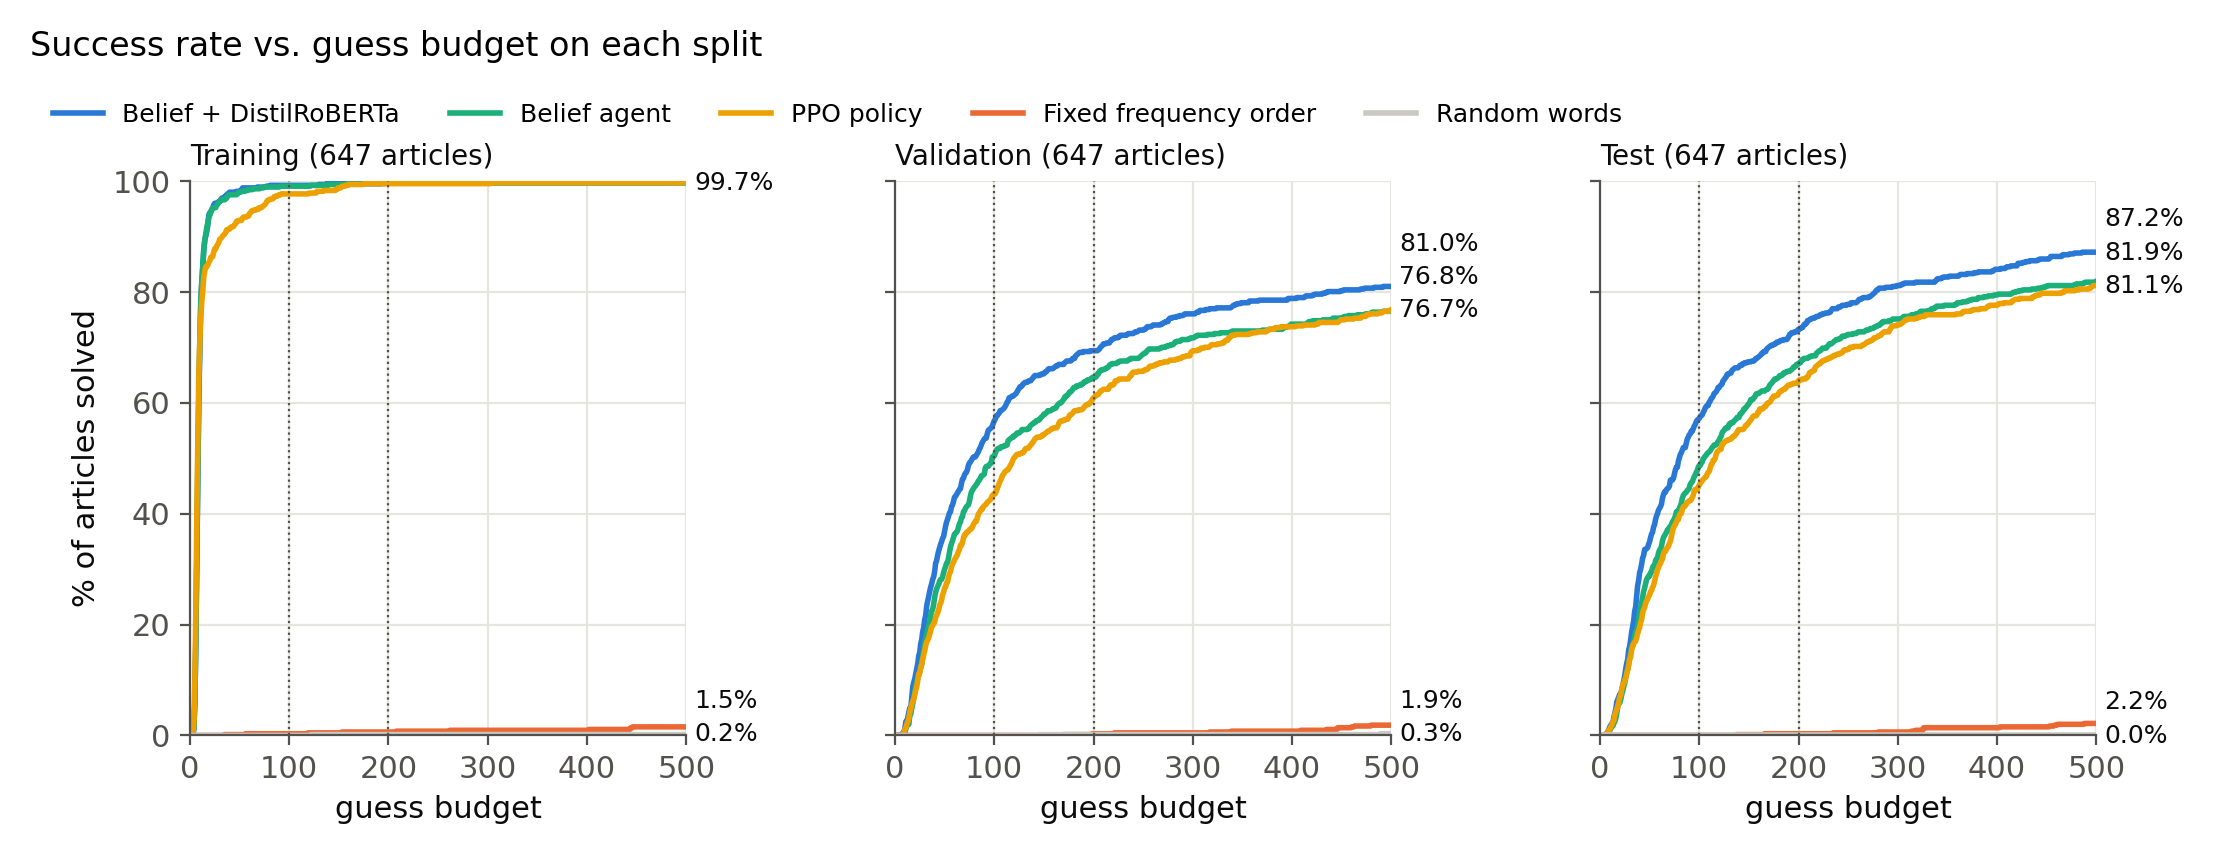 Success rate vs. guess budget on each split
Belief + DistilRoBERTa Belief agent PPO policy Fixed frequency order Random words
Training (647 articles) Validation (647 articles) Test (647 articles)
% of articles solved
100
80
60
40
20
0
99.7%
1.5%
0.2%
0 100 200 300 400 500
guess budget
81.0%
76.8%
76.7%
1.9%
0.3%
0 100 200 300 400 500
guess budget
87.2%
81.9%
81.1%
2.2%
0.0%
0 100 200 300 400 500
guess budget